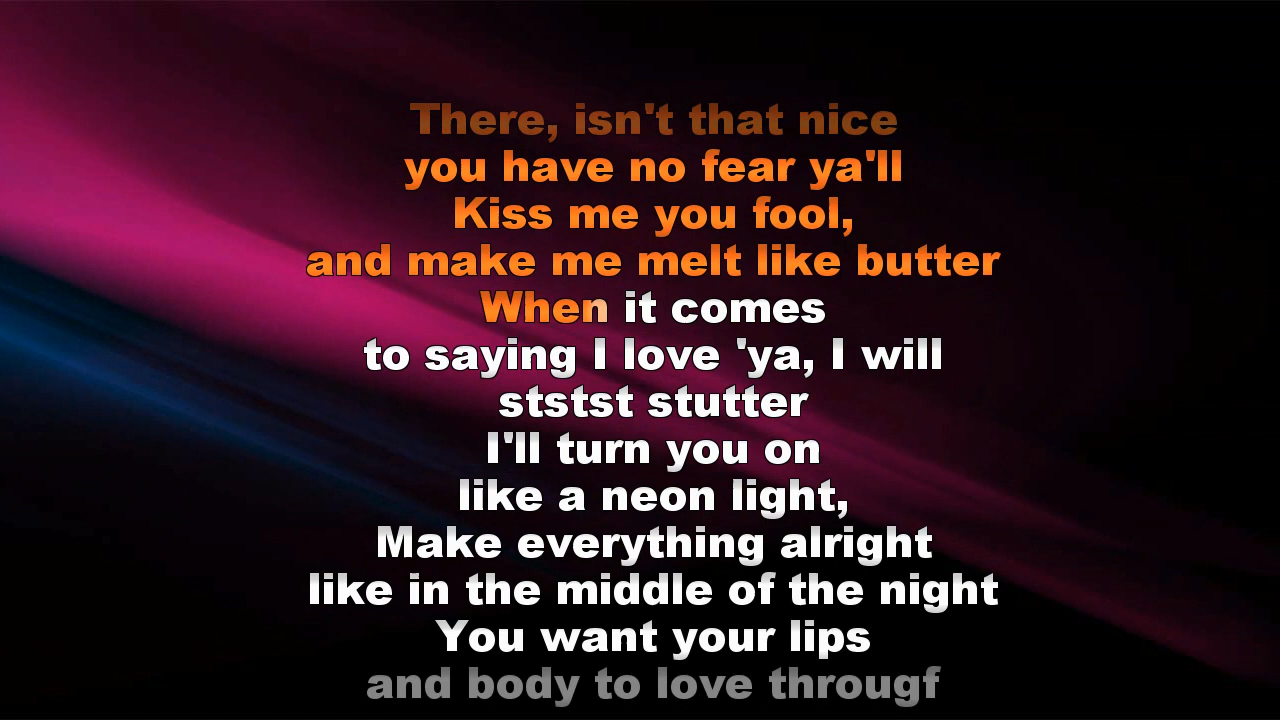 There, isn't that nice
you have no fear ya'll
Kiss me you fool,
and make me melt like butter
When it comes
to saying I love 'ya, I will
ststst stutter
I'll turn you on
like a neon light,
Make everything alright
like in the middle of the night
You want your lips
and body to love througf